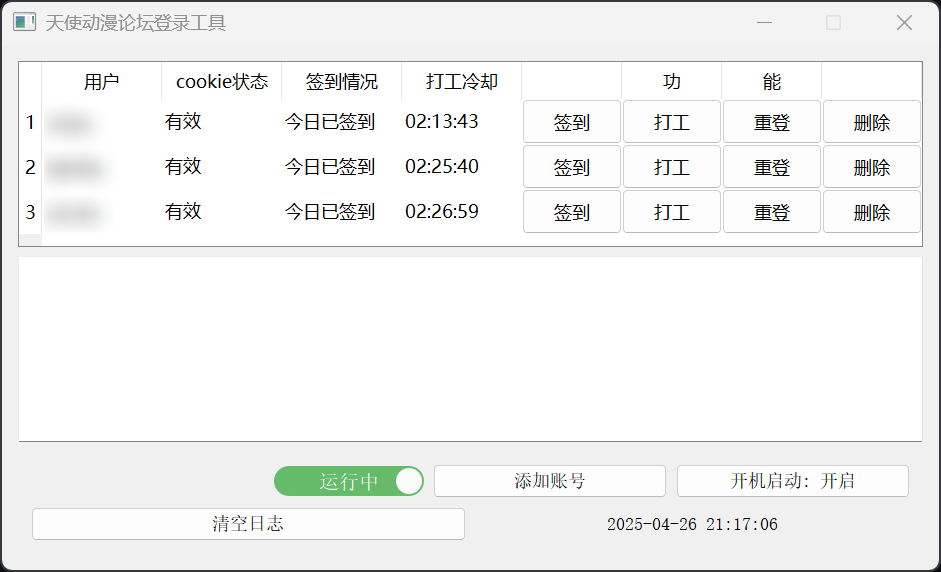 天使动漫论坛登录工具
用户 cookie状态 签到情况 打工冷却 功 能
1 有效 今日已签到 02:13:43 签到 打工 重登 删除
2 有效 今日已签到 02:25:40 签到 打工 重登 删除
3 有效 今日已签到 02:26:59 签到 打工 重登 删除
运行中 添加账号 开机启动: 开启
清空日志 2025-04-26 21:17:06